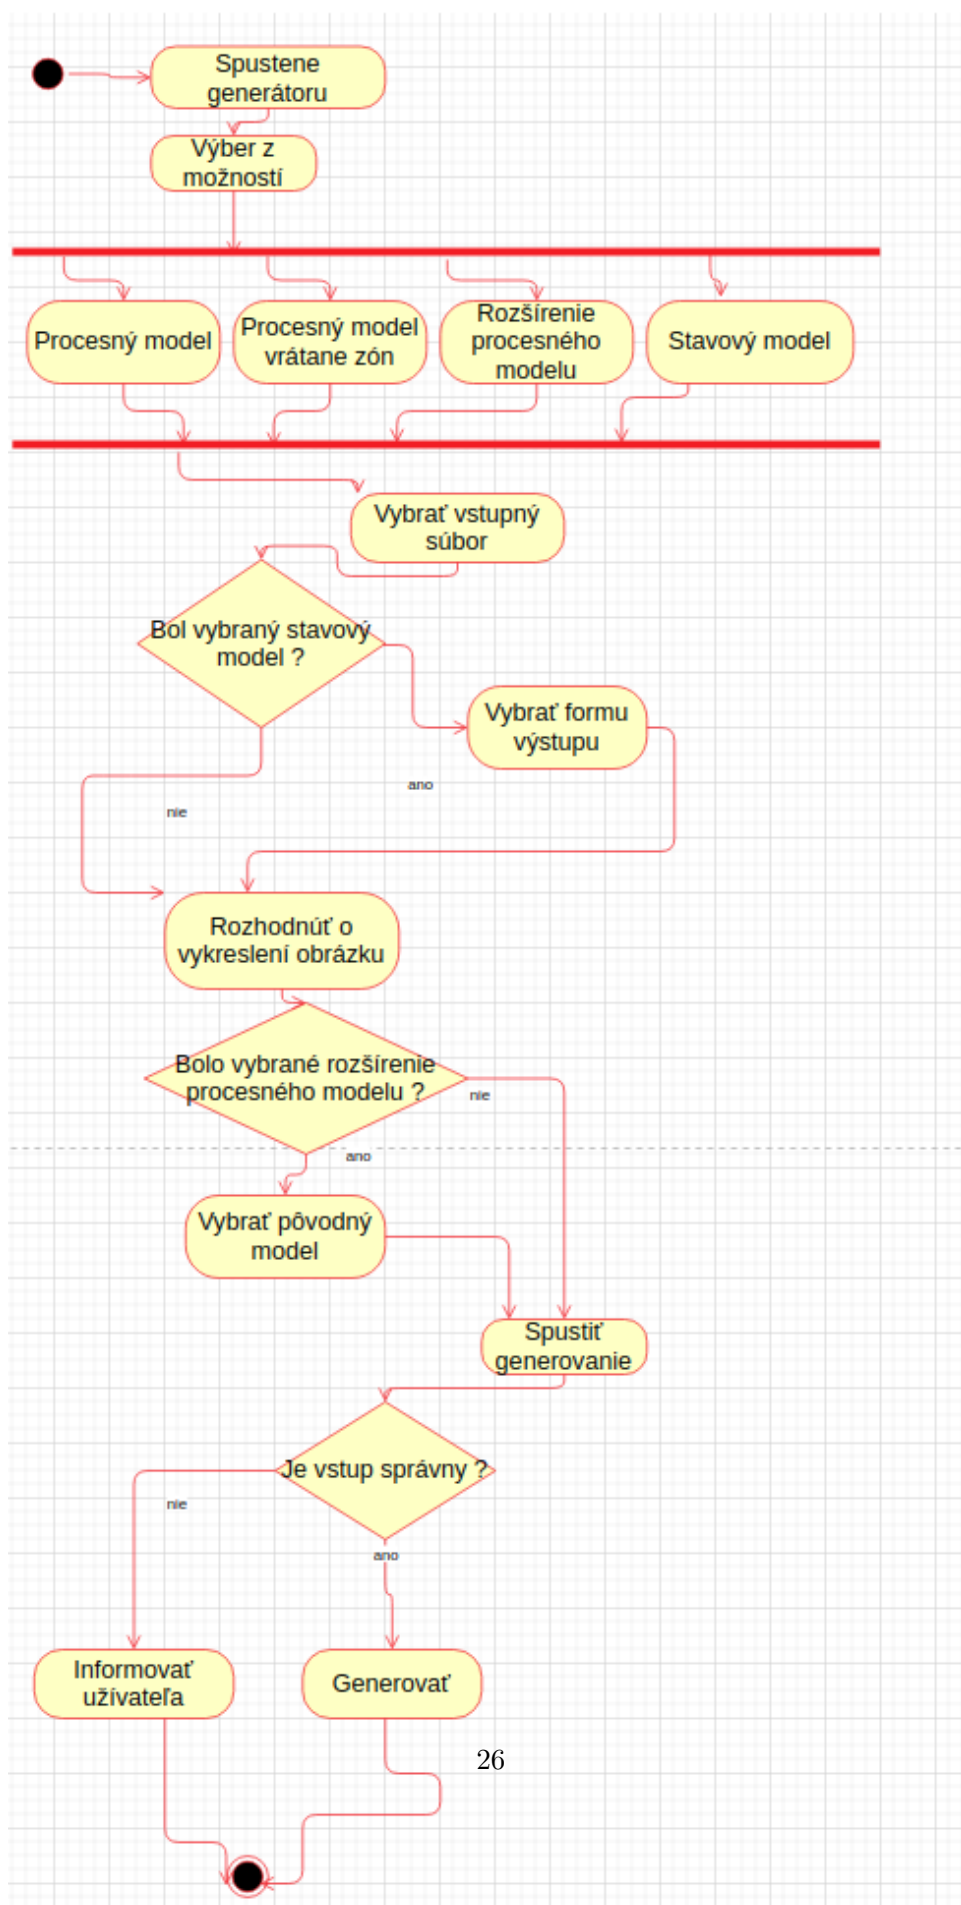 Spustene
generátoru
Výber z
možností
Procesný model
Procesný model
vrátane zón
Rozšírenie
procesného
modelu
Stavový model
Vybrať vstupný
súbor
Bol vybraný stavový
model ?
Vybrať formu
výstupu
ano
nie
Rozhodnúť o
vykreslení obrázku
Bolo vybrané rozšírenie
procesného modelu ?
nie
ano
Vybrať pôvodný
model
Spustiť
generovanie
Je vstup správny ?
nie
ano
Informovať
užívateľa
Generovať
26